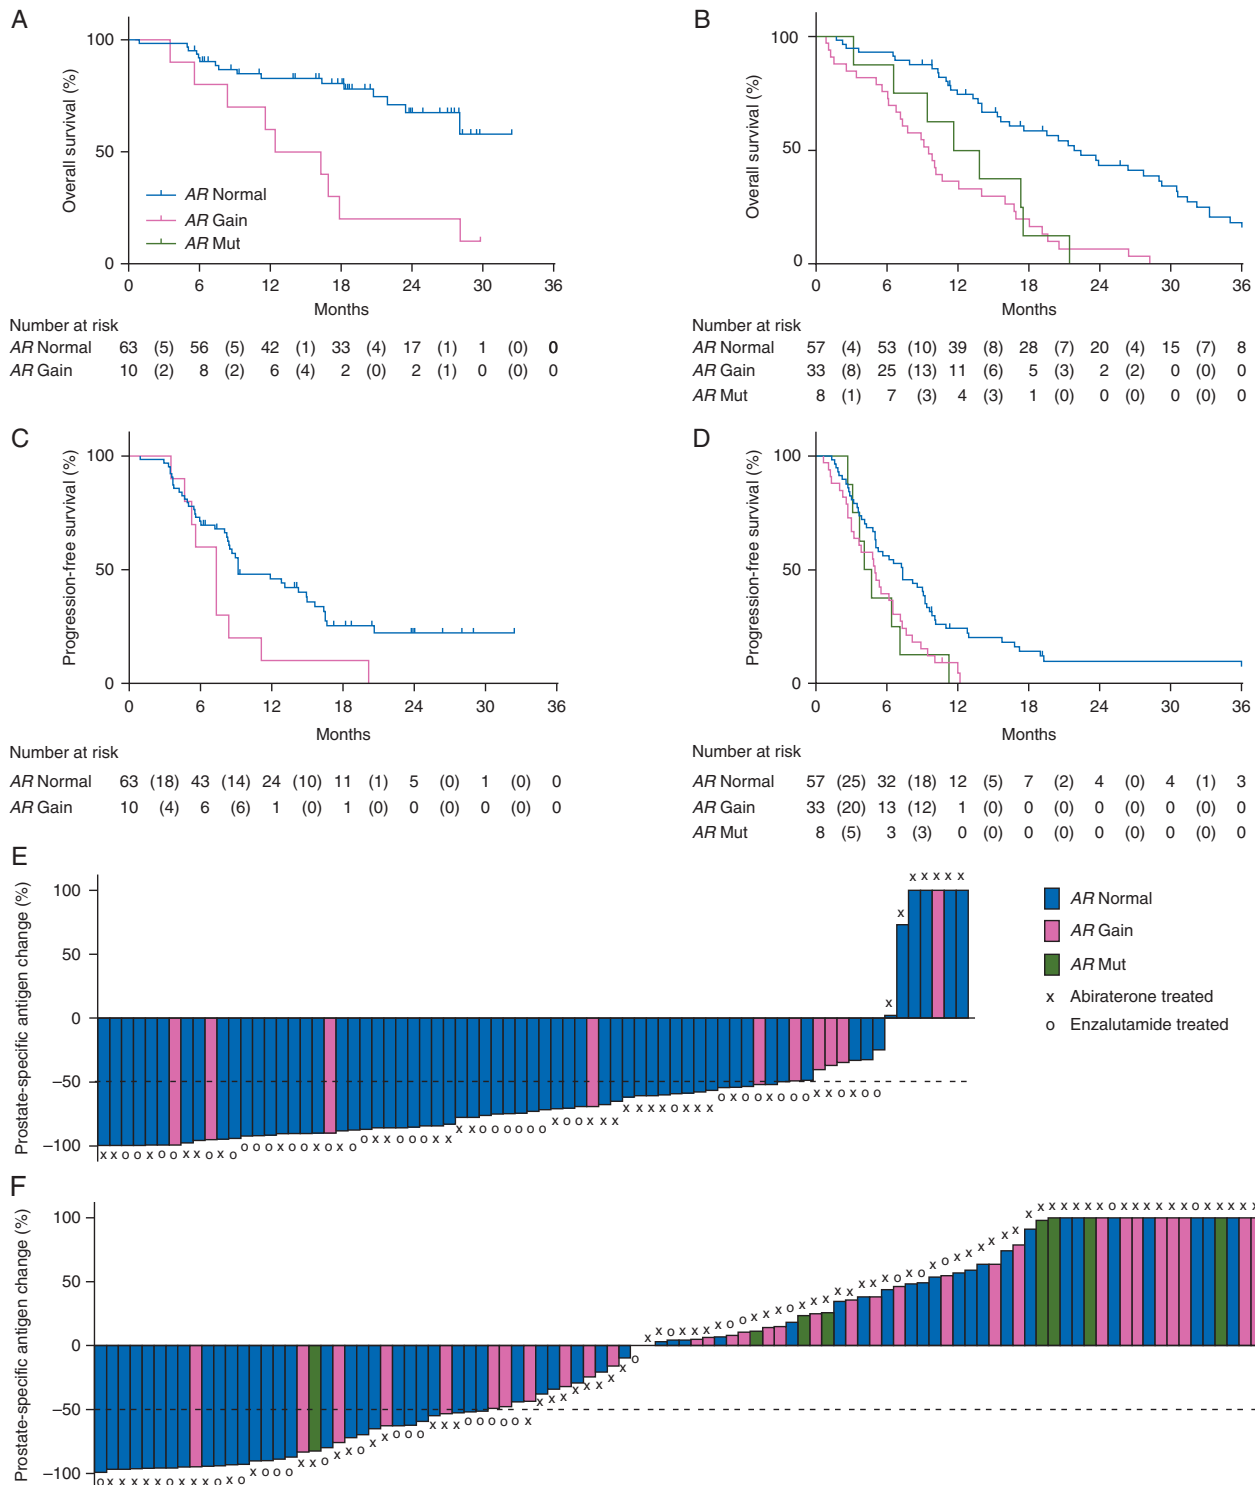 A
100
50
0
Overall survival (%)
AR Normal
AR Gain
AR Mut
0 6 12 18 24 30 36
Months
Number at risk
AR Normal 63 (5) 56 (5) 42 (1) 33 (4) 17 (1) 1 (0) 0
AR Gain 10 (2) 8 (2) 6 (4) 2 (0) 2 (1) 0 (0) 0
B
100
50
0
Overall survival (%)
0 6 12 18 24 30 36
Months
Number at risk
AR Normal 57 (4) 53 (10) 39 (8) 28 (7) 20 (4) 15 (7) 8
AR Gain 33 (8) 25 (13) 11 (6) 5 (3) 2 (2) 0 (0) 0
AR Mut 8 (1) 7 (3) 4 (3) 1 (0) 0 (0) 0 (0) 0
C
100
50
0
Progression-free survival (%)
0 6 12 18 24 30 36
Months
Number at risk
AR Normal 63 (18) 43 (14) 24 (10) 11 (1) 5 (0) 1 (0) 0
AR Gain 10 (4) 6 (6) 1 (0) 1 (0) 0 (0) 0 (0) 0
D
100
50
0
Progression-free survival (%)
0 6 12 18 24 30 36
Months
Number at risk
AR Normal 57 (25) 32 (18) 12 (5) 7 (2) 4 (0) 4 (1) 3
AR Gain 33 (20) 13 (12) 1 (0) 0 (0) 0 (0) 0 (0) 0
AR Mut 8 (5) 3 (3) 0 (0) 0 (0) 0 (0) 0 (0) 0
E
100
50
0
−50
−100
Prostate-specific antigen change (%)
AR Normal
AR Gain
AR Mut
x Abiraterone treated
o Enzalutamide treated
F
100
50
0
−50
−100
Prostate-specific antigen change (%)